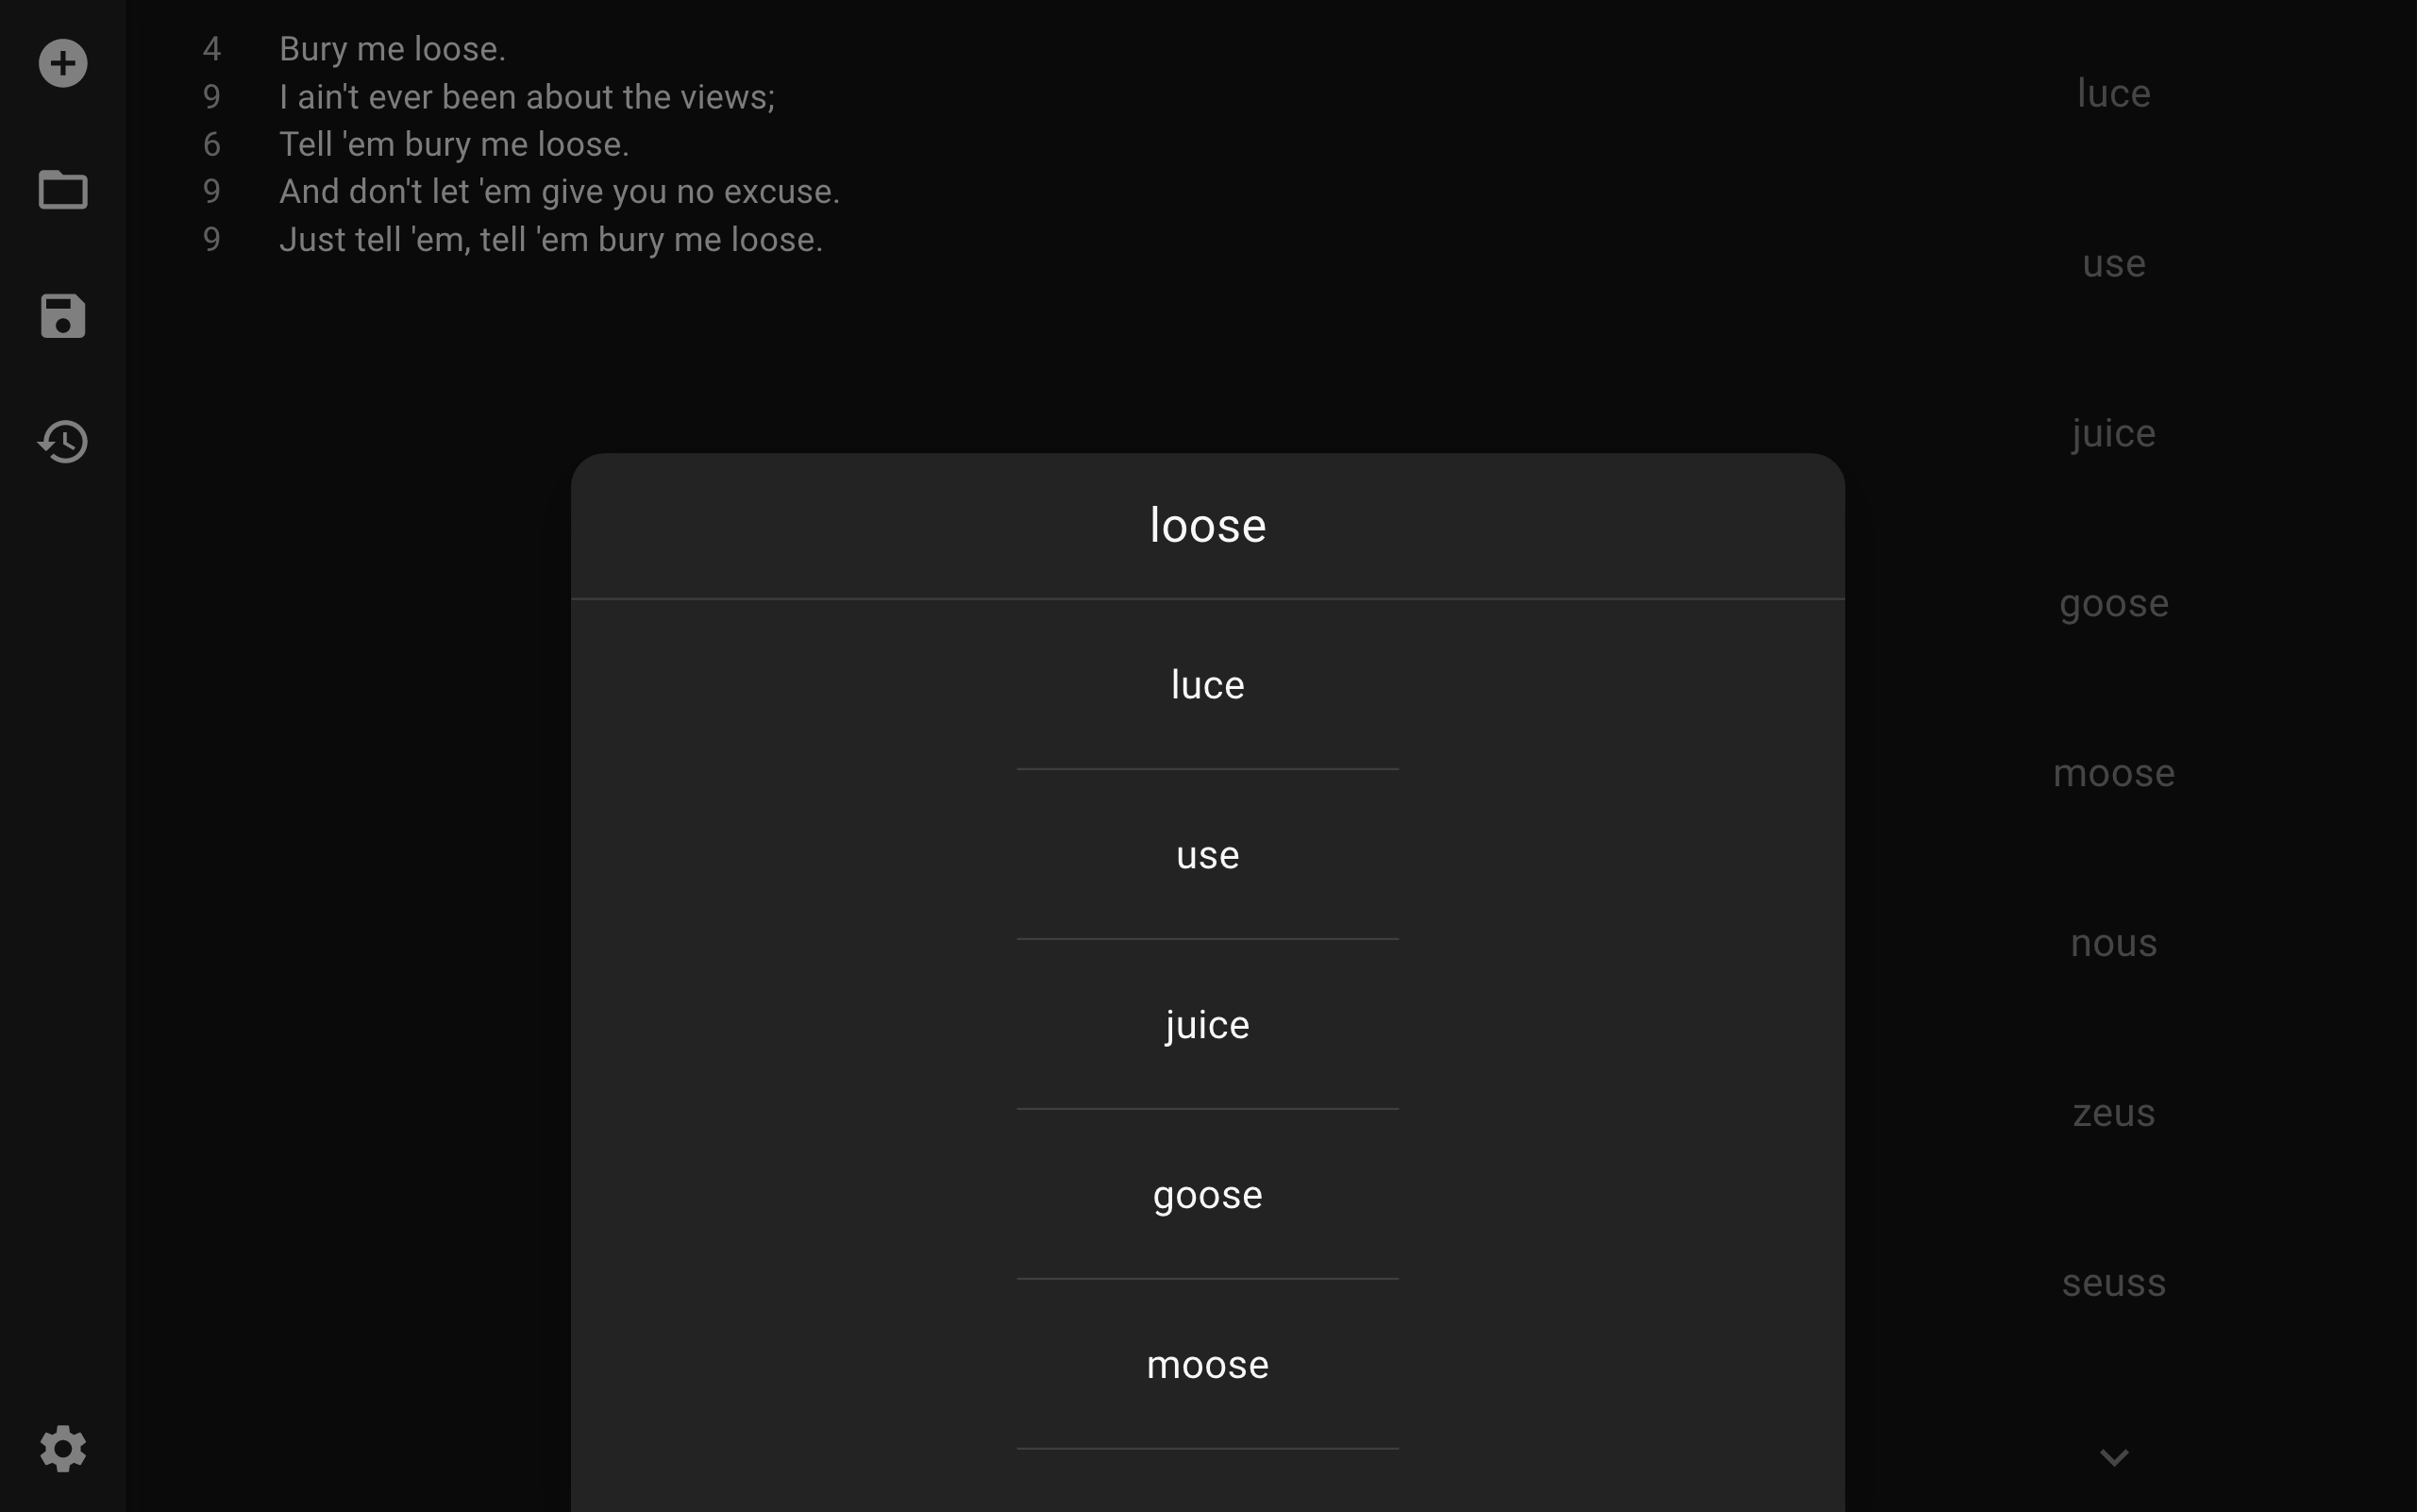 4 Bury me loose.
9 I ain't ever been about the views;
6 Tell 'em bury me loose.
9 And don't let 'em give you no excuse.
9 Just tell 'em, tell 'em bury me loose.
loose
luce
use
juice
goose
moose
luce
use
juice
goose
moose
nous
zeus
seuss